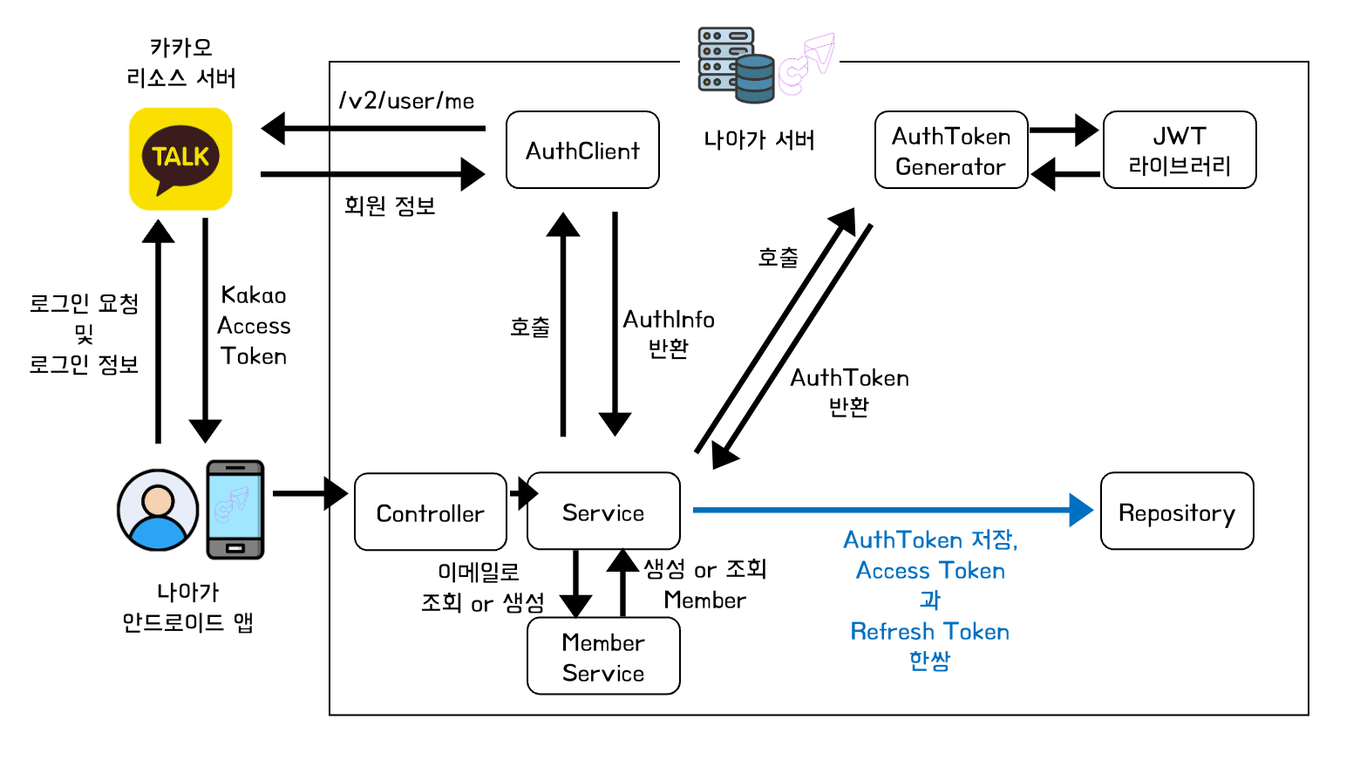 카카오
리소스 서버
TALK
/v2/user/me
회원 정보
AuthClient
나아가 서버
AuthToken
Generator
JWT
라이브러리
로그인 요청
및
로그인 정보
Kakao
Access
Token
호출
AuthInfo
반환
호출
AuthToken
반환
나아가
안드로이드 앱
Controller
Service
Repository
이메일로
조회 or 생성
생성 or 조회
Member
Member
Service
AuthToken 저장,
Access Token
과
Refresh Token
한쌍